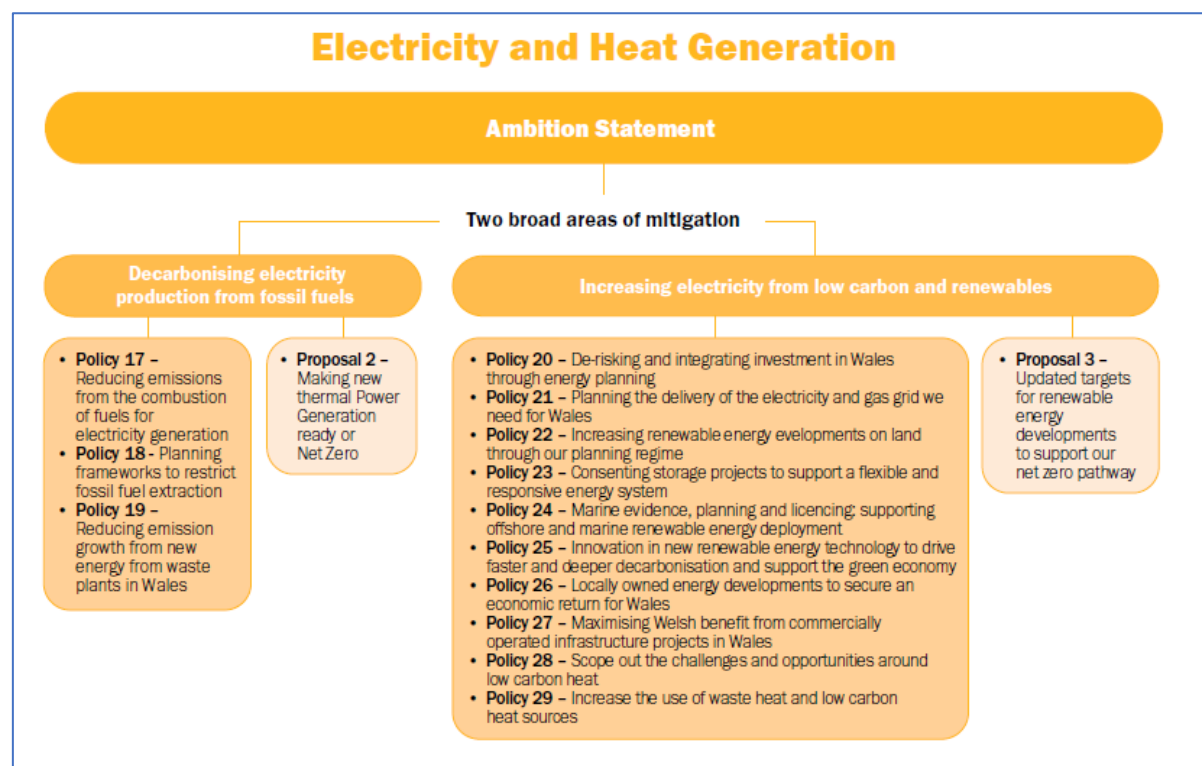 Electricity and Heat Generation
Ambition Statement
Two broad areas of mitigation
Decarbonising electricity
production from fossil fuels
• Policy 17 –
Reducing emissions
from the combustion
of fuels for
electricity generation
• Policy 18 - Planning
frameworks to restrict
fossil fuel extraction
• Policy 19 –
Reducing emission
growth from new
energy from waste
plants in Wales
• Proposal 2 –
Making new
thermal Power
Generation
ready or
Net Zero
Increasing electricity from low carbon and renewables
• Policy 20 – De-risking and integrating investment in Wales
through energy planning
• Policy 21 – Planning the delivery of the electricity and gas grid we
need for Wales
• Policy 22 – Increasing renewable energy evelopments on land
through our planning regime
• Policy 23 – Consenting storage projects to support a flexible and
responsive energy system
• Policy 24 – Marine evidence, planning and licencing; supporting
offshore and marine renewable energy deployment
• Policy 25 – Innovation in new renewable energy technology to drive
faster and deeper decarbonisation and support the green economy
• Policy 26 – Locally owned energy developments to secure an
economic return for Wales
• Policy 27 – Maximising Welsh benefit from commercially
operated infrastructure projects in Wales
• Policy 28 – Scope out the challenges and opportunities around
low carbon heat
• Policy 29 – Increase the use of waste heat and low carbon
heat sources
• Proposal 3 –
Updated targets
for renewable
energy
developments
to support our
net zero pathway